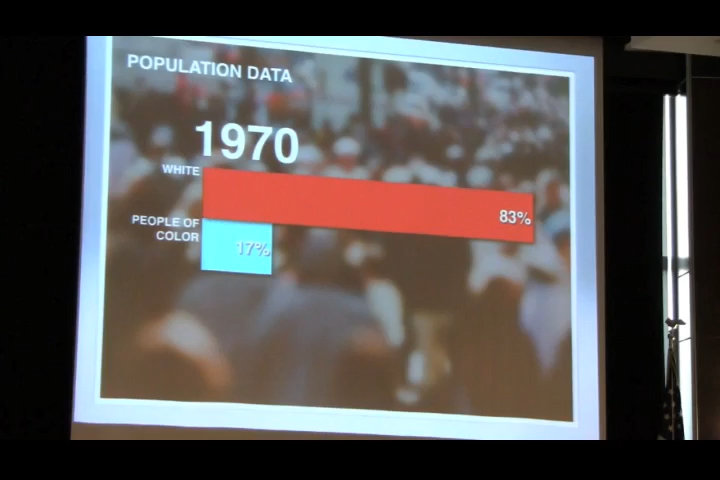 POPULATION DATA
1970
WHITE
83%
PEOPLE OF
COLOR
17%